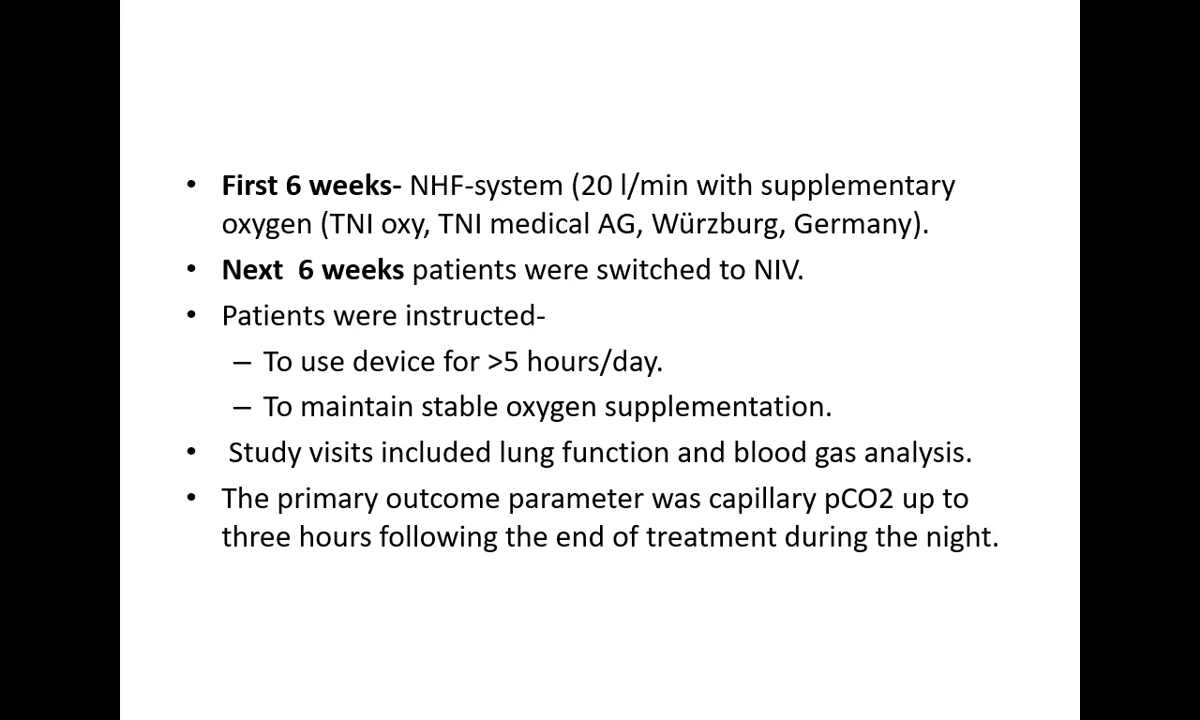 • First 6 weeks- NHF-system (20 l/min with supplementary
oxygen (TNI oxy, TNI medical AG, Würzburg, Germany).
• Next  6 weeks patients were switched to NIV.
• Patients were instructed-
– To use device for >5 hours/day.
– To maintain stable oxygen supplementation.
• Study visits included lung function and blood gas analysis.
• The primary outcome parameter was capillary pCO2 up to
three hours following the end of treatment during the night.